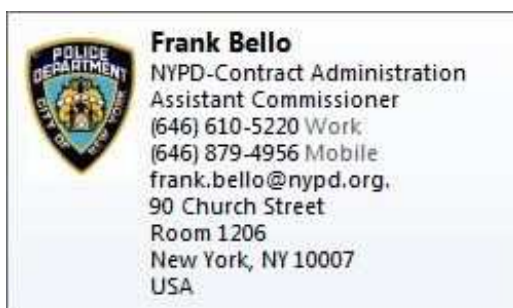 POLICE
DEPARTMENT
CITY OF NEW YORK
Frank Bello
NYPD-Contract Administration
Assistant Commissioner
(646) 610-5220 Work
(646) 879-4956 Mobile
frank.bello@nypd.org.
90 Church Street
Room 1206
New York, NY 10007
USA